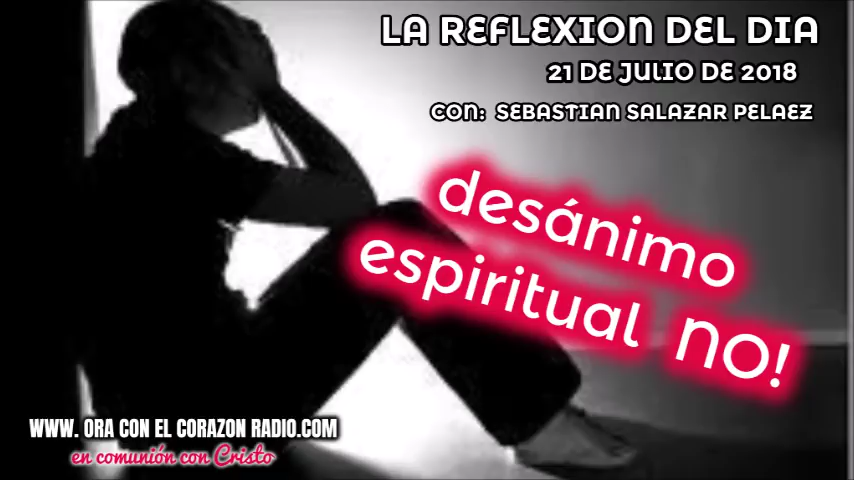 LA REFLEXION DEL DIA
21 DE JULIO DE 2018
CON: SEBASTIAN SALAZAR PELAEZ
desánimo
espiritual NO!
WWW. ORA CON EL CORAZON RADIO.COM
en comunión con Cristo